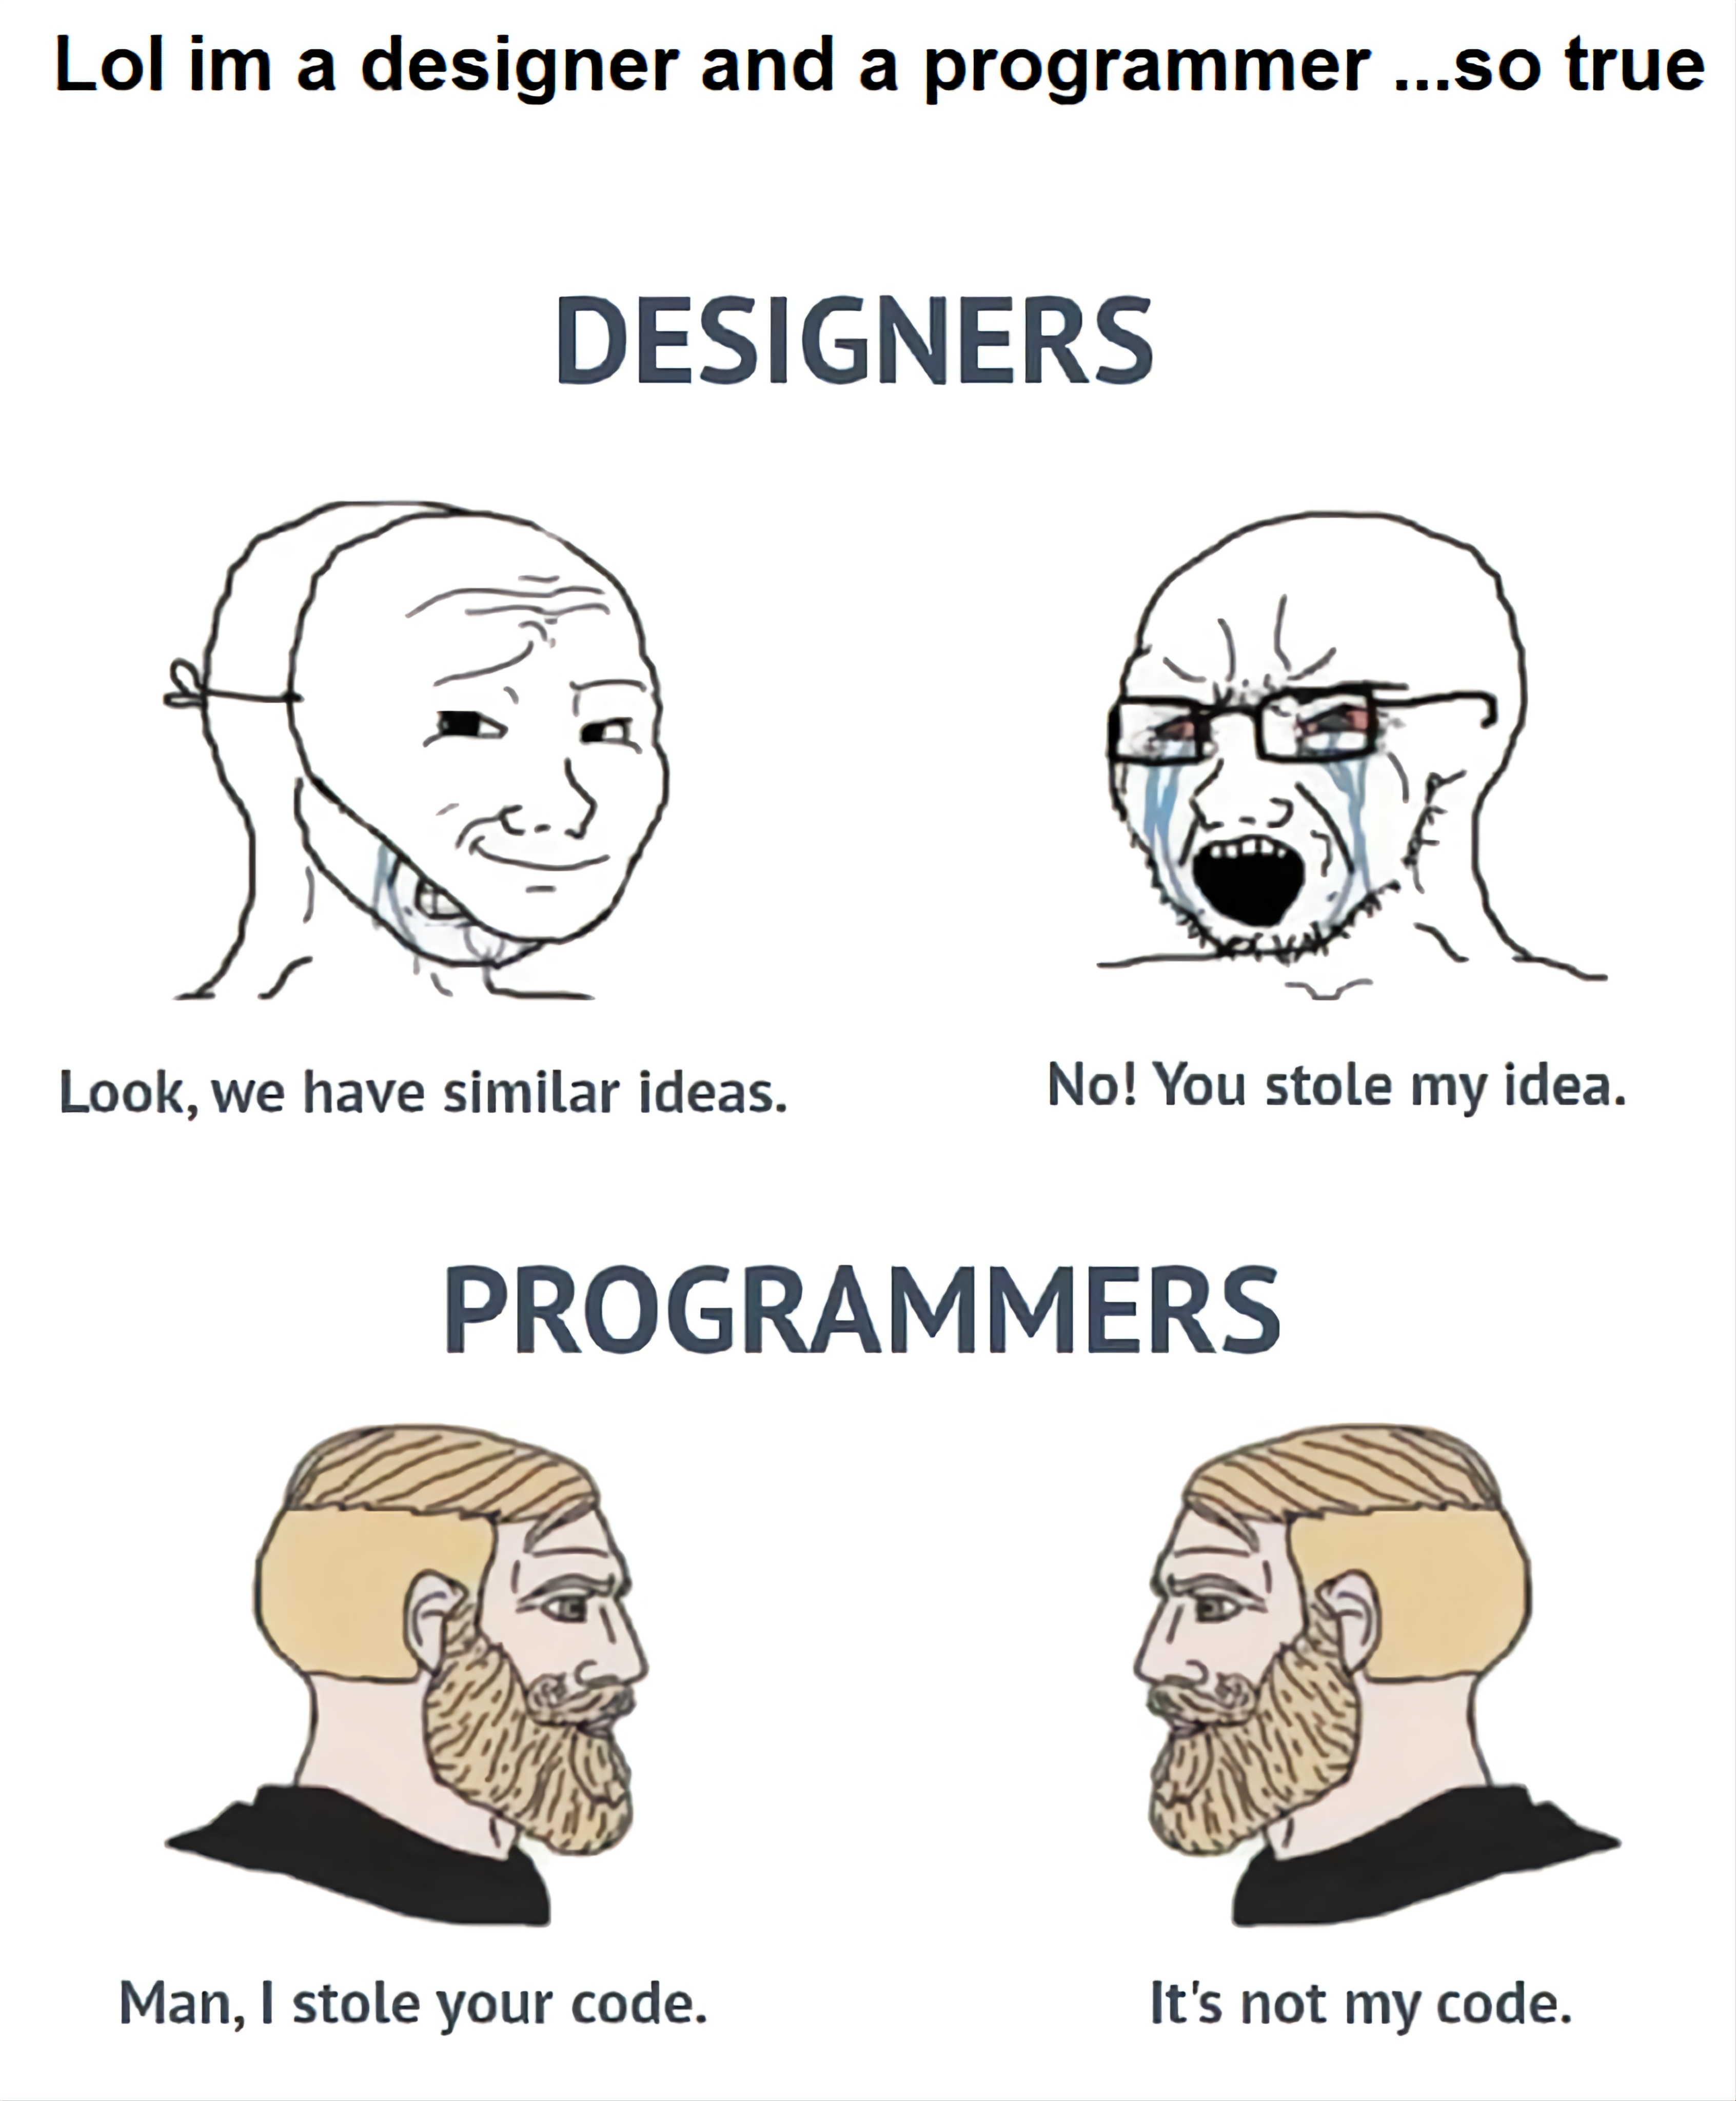 Lol im a designer and a programmer ...so true
DESIGNERS
Look, we have similar ideas.
No! You stole my idea.
PROGRAMMERS
Man, I stole your code.
It's not my code.